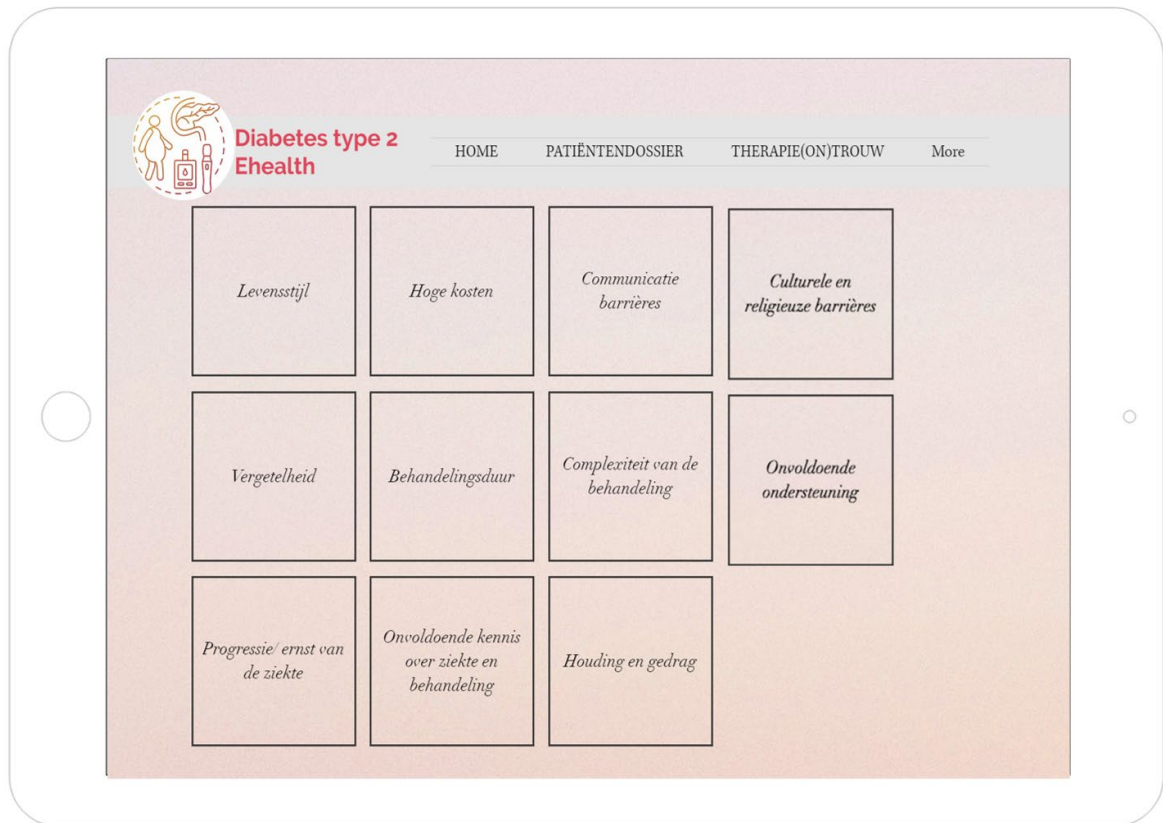 Diabetes type 2
Ehealth
HOME PATIËNTENDOSSIER THERAPIE(ON)TROUW More
Levensstijl
Hoge kosten
Communicatie
barrières
Culturele en
religieuze barrières
Vergetelheid
Behandelingsduur
Complexiteit van de
behandeling
Onvoldoende
ondersteuning
Progressie/ ernst van
de ziekte
Onvoldoende kennis
over ziekte en
behandeling
Houding en gedrag